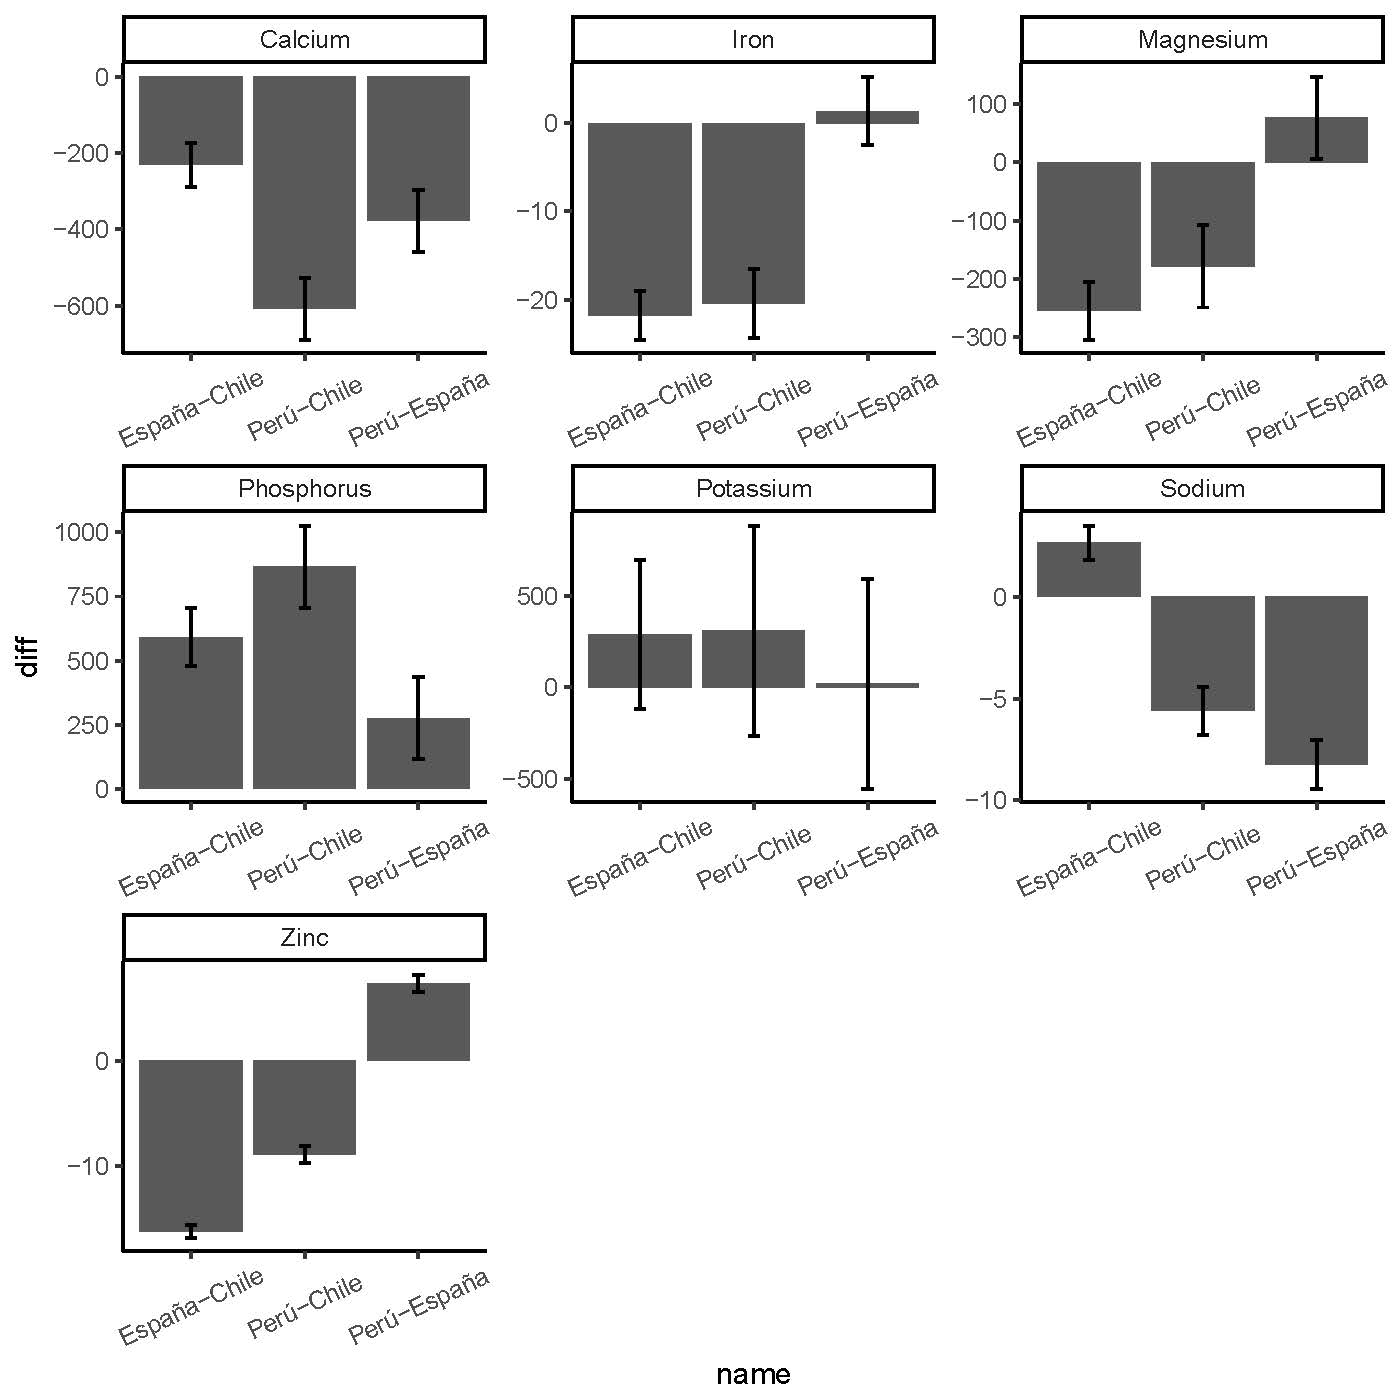 Calcium
Iron
Magnesium
0
−200
−400
−600
0
−10
−20
100
0
−100
−200
−300
España−Chile
Perú−Chile
Perú−España
España−Chile
Perú−Chile
Perú−España
España−Chile
Perú−Chile
Perú−España
Phosphorus
Potassium
Sodium
diff
1000
750
500
250
0
500
0
−500
0
−5
−10
España−Chile
Perú−Chile
Perú−España
España−Chile
Perú−Chile
Perú−España
España−Chile
Perú−Chile
Perú−España
Zinc
0
−10
España−Chile
Perú−Chile
Perú−España
name